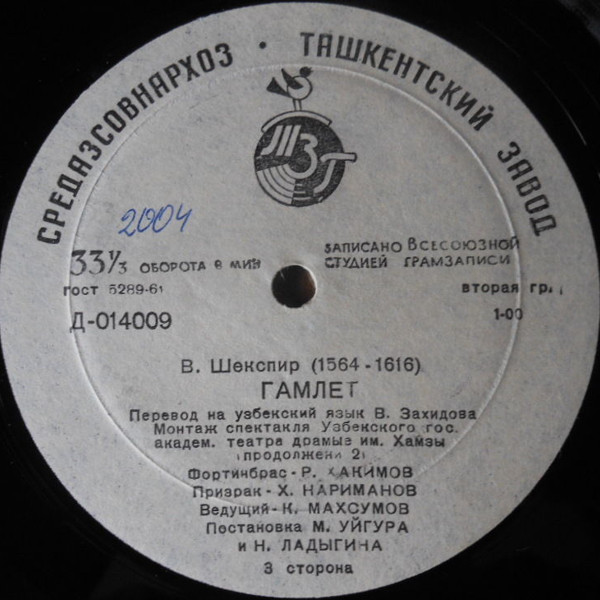 СРЕДАЗСОВНАРХОЗ • ТАШКЕНТСКИЙ ЗАВОД
ТЗГ
2004
33⅓ ОБОРОТА В МИН
ЗАПИСАНО ВСЕСОЮЗНОЙ
СТУДИЕЙ ГРАМЗАПИСИ
ГОСТ 5289-61
вторая гр.
Д-014009
1-00
В. Шекспир (1564-1616)
ГАМЛЕТ
Перевод на узбекский язык В. Захидова
Монтаж спектакля Узбекского гос.
академ. театра драмы им. Хамзы
(продолжени 2)
Фортинбрас - Р. ХАКИМОВ
Призрак - Х. НАРИМАНОВ
Ведущий - К. МАХСУМОВ
Постановка М. УЙГУРА
и Н. ЛАДЫГИНА
3 сторона